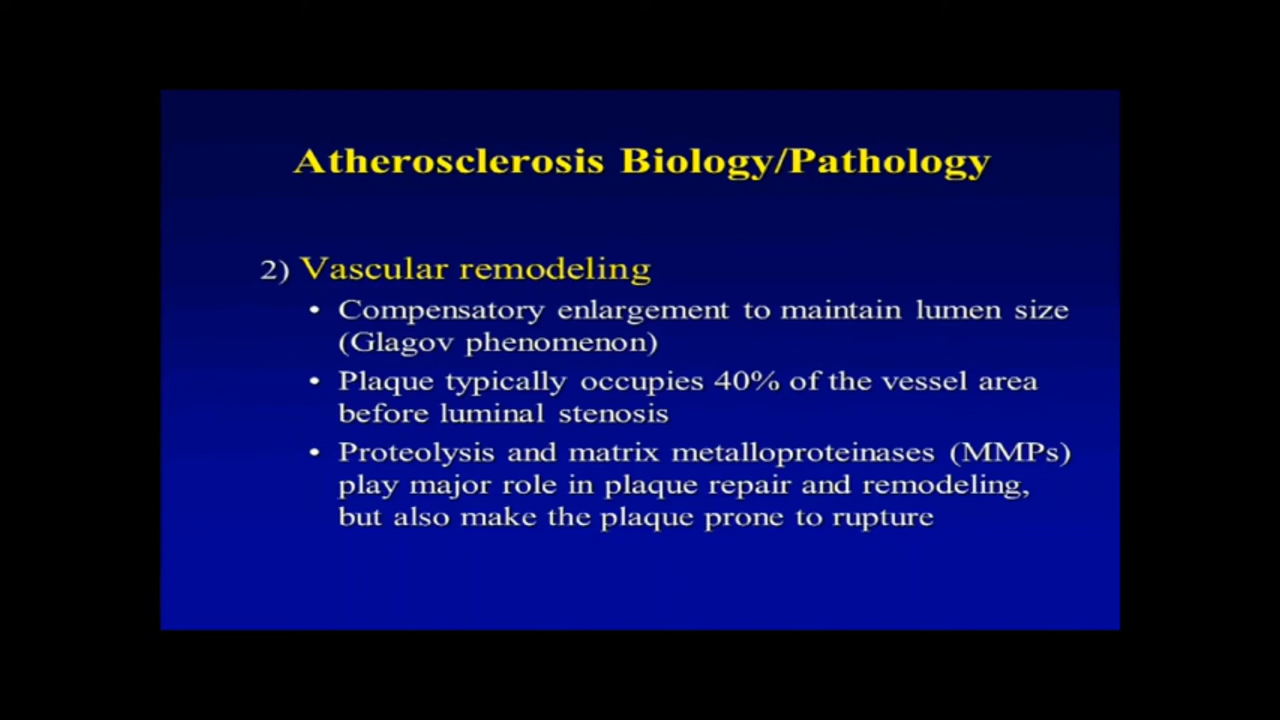 Atherosclerosis Biology/Pathology
2) Vascular remodeling
• Compensatory enlargement to maintain lumen size
(Glagov phenomenon)
• Plaque typically occupies 40% of the vessel area
before luminal stenosis
• Proteolysis and matrix metalloproteinases (MMPs)
play major role in plaque repair and remodeling,
but also make the plaque prone to rupture